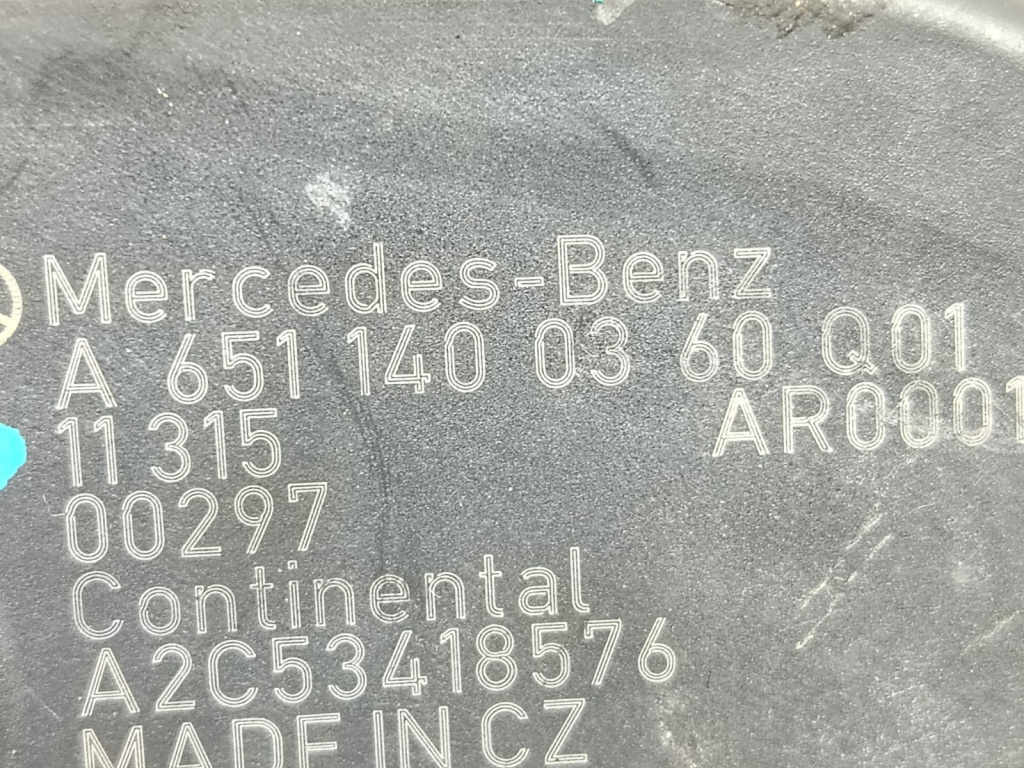 Mercedes-Benz
A 651 140 03 60 Q01
11 315 AR0001
00297
Continental
A2C53418576
MADE IN CZ